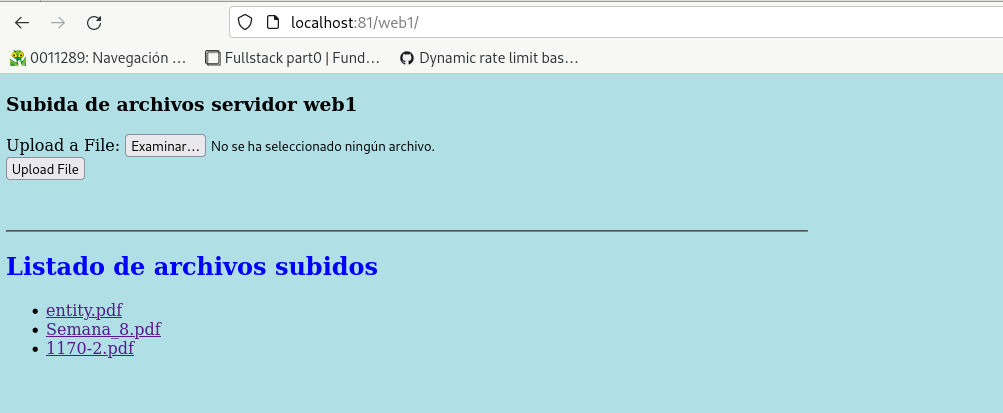 localhost:81/web1/
0011289: Navegación ...
Fullstack part0 | Fund...
Dynamic rate limit bas...
Subida de archivos servidor web1
Upload a File: Examinar... No se ha seleccionado ningún archivo.
Upload File
Listado de archivos subidos
• entity.pdf
• Semana_8.pdf
• 1170-2.pdf